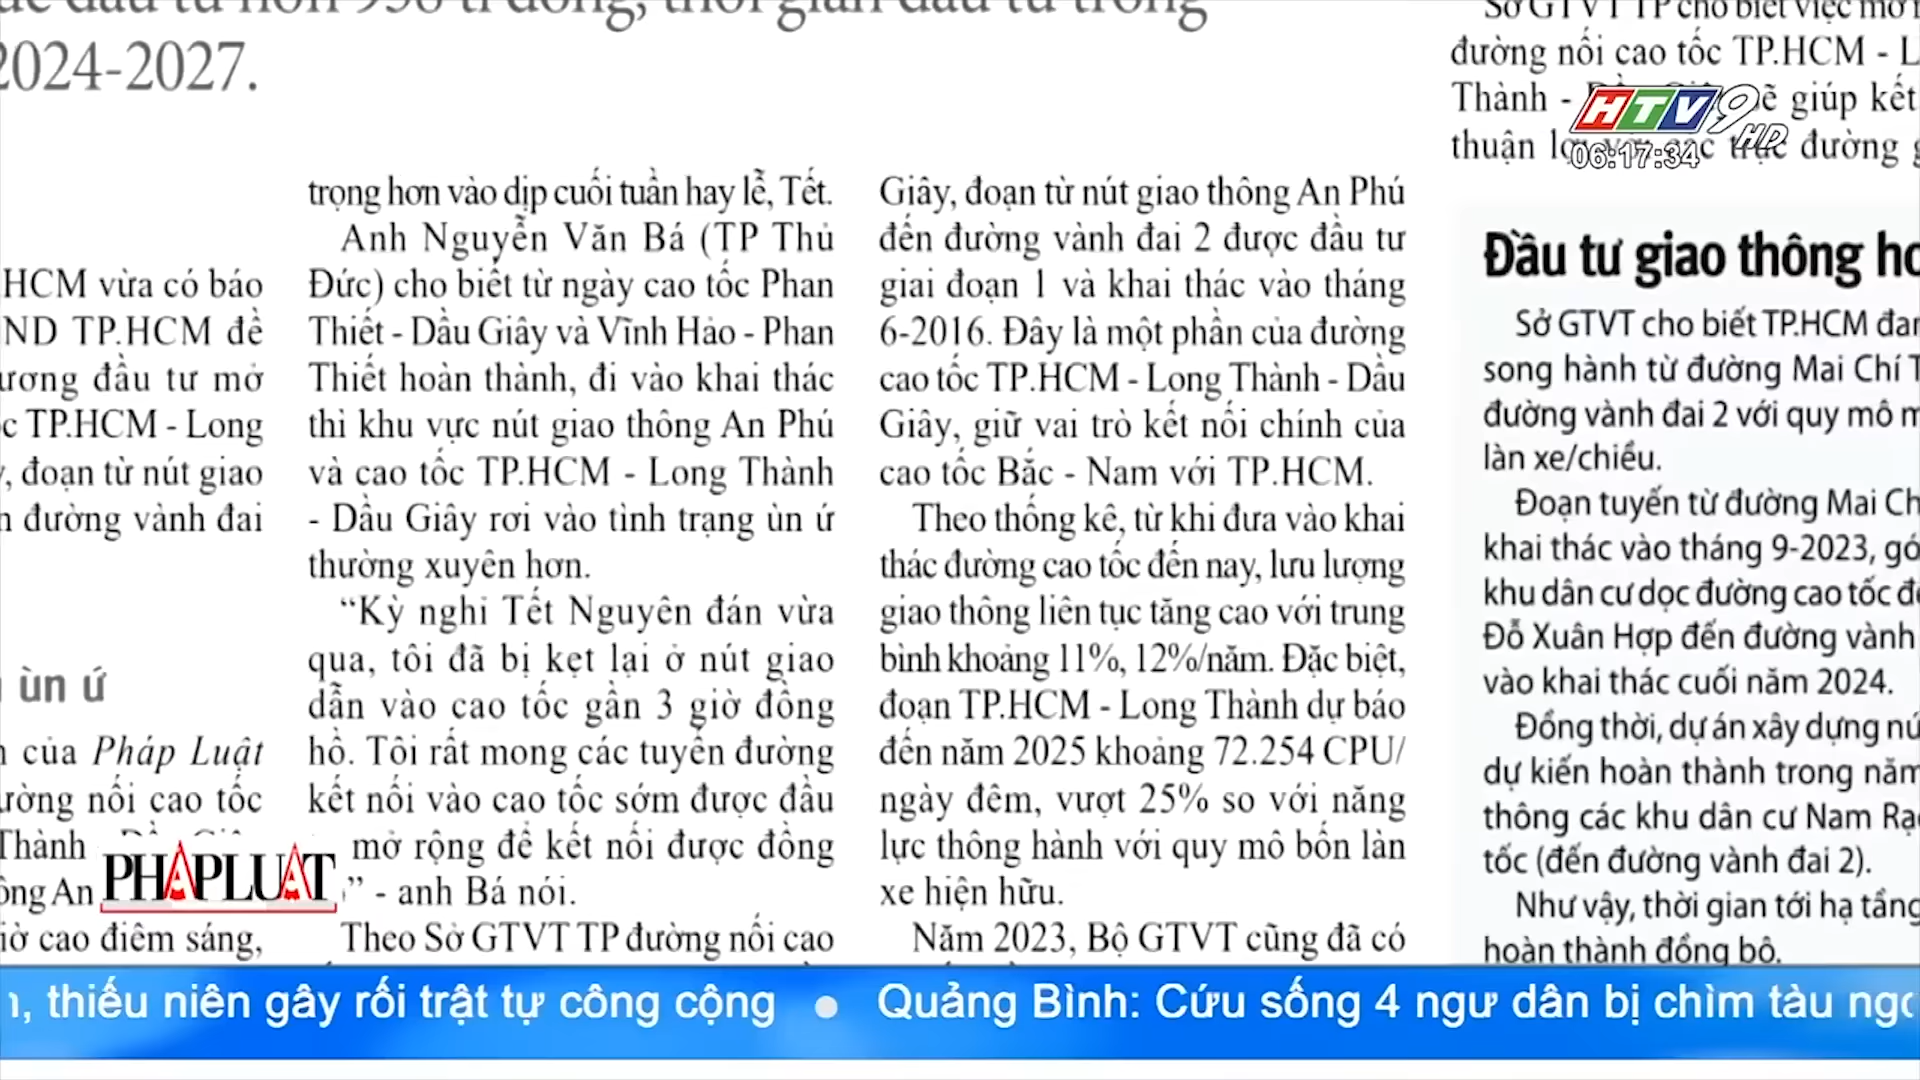 2024-2027.
HCM vừa có báo
ND TP.HCM đề
ương đầu tư mở
c TP.HCM - Long
, đoạn từ nút giao
đường vành đai
ùn ứ
của Pháp Luật
ường nối cao tốc
Thành
ông An
iờ cao điểm sáng,
trọng hơn vào dịp cuối tuần hay lễ, Tết.
Anh Nguyễn Văn Bá (TP Thủ
Đức) cho biết từ ngày cao tốc Phan
Thiết - Dầu Giây và Vĩnh Hảo - Phan
Thiết hoàn thành, đi vào khai thác
thì khu vực nút giao thông An Phú
và cao tốc TP.HCM - Long Thành
- Dầu Giây rơi vào tình trạng ùn ứ
thường xuyên hơn.
“Kỳ nghỉ Tết Nguyên đán vừa
qua, tôi đã bị kẹt lại ở nút giao
dẫn vào cao tốc gần 3 giờ đồng
hồ. Tôi rất mong các tuyến đường
kết nối vào cao tốc sớm được đầu
mở rộng để kết nối được đồng
” - anh Bá nói.
Theo Sở GTVT TP đường nối cao
Giây, đoạn từ nút giao thông An Phú
đến đường vành đai 2 được đầu tư
giai đoạn 1 và khai thác vào tháng
6-2016. Đây là một phần của đường
cao tốc TP.HCM - Long Thành - Dầu
Giây, giữ vai trò kết nối chính của
cao tốc Bắc - Nam với TP.HCM.
Theo thống kê, từ khi đưa vào khai
thác đường cao tốc đến nay, lưu lượng
giao thông liên tục tăng cao với trung
bình khoảng 11%, 12%/năm. Đặc biệt,
đoạn TP.HCM - Long Thành dự báo
đến năm 2025 khoảng 72.254 CPU/
ngày đêm, vượt 25% so với năng
lực thông hành với quy mô bốn làn
xe hiện hữu.
Năm 2023, Bộ GTVT cũng đã có
Sở GTVT TP cho biết việc mở
đường nối cao tốc TP.HCM - L
Thành - giúp kết
thuận đường g
HTV9 HD
06:17:34
Đầu tư giao thông
Sở GTVT cho biết TP.HCM đan
song hành từ đường Mai Chí T
đường vành đai 2 với quy mô m
làn xe/chiều.
Đoạn tuyến từ đường Mai Ch
khai thác vào tháng 9-2023, gó
khu dân cư dọc đường cao tốc
Đỗ Xuân Hợp đến đường vành
vào khai thác cuối năm 2024.
Đồng thời, dự án xây dựng nú
dự kiến hoàn thành trong năm
thông các khu dân cư Nam Rạ
tốc (đến đường vành đai 2).
Như vậy, thời gian tới hạ tầng
hoàn thành đồng bộ.
PHÁP LUẬT
, thiếu niên gây rối trật tự công cộng • Quảng Bình: Cứu sống 4 ngư dân bị chìm tàu ngo